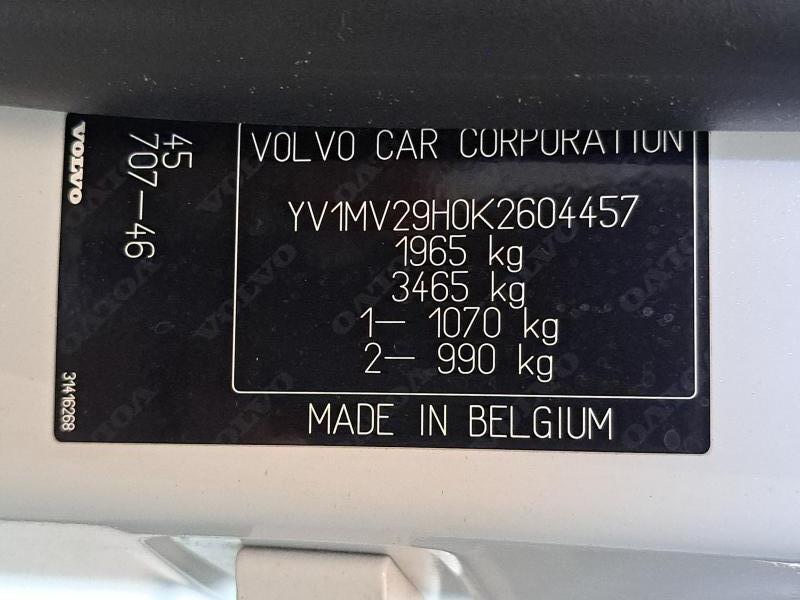 VOLVO
45
707-46
31416268
VOLVO CAR CORPORATION
YV1MV29H0K2604457
1965 kg
3465 kg
1- 1070 kg
2- 990 kg
MADE IN BELGIUM